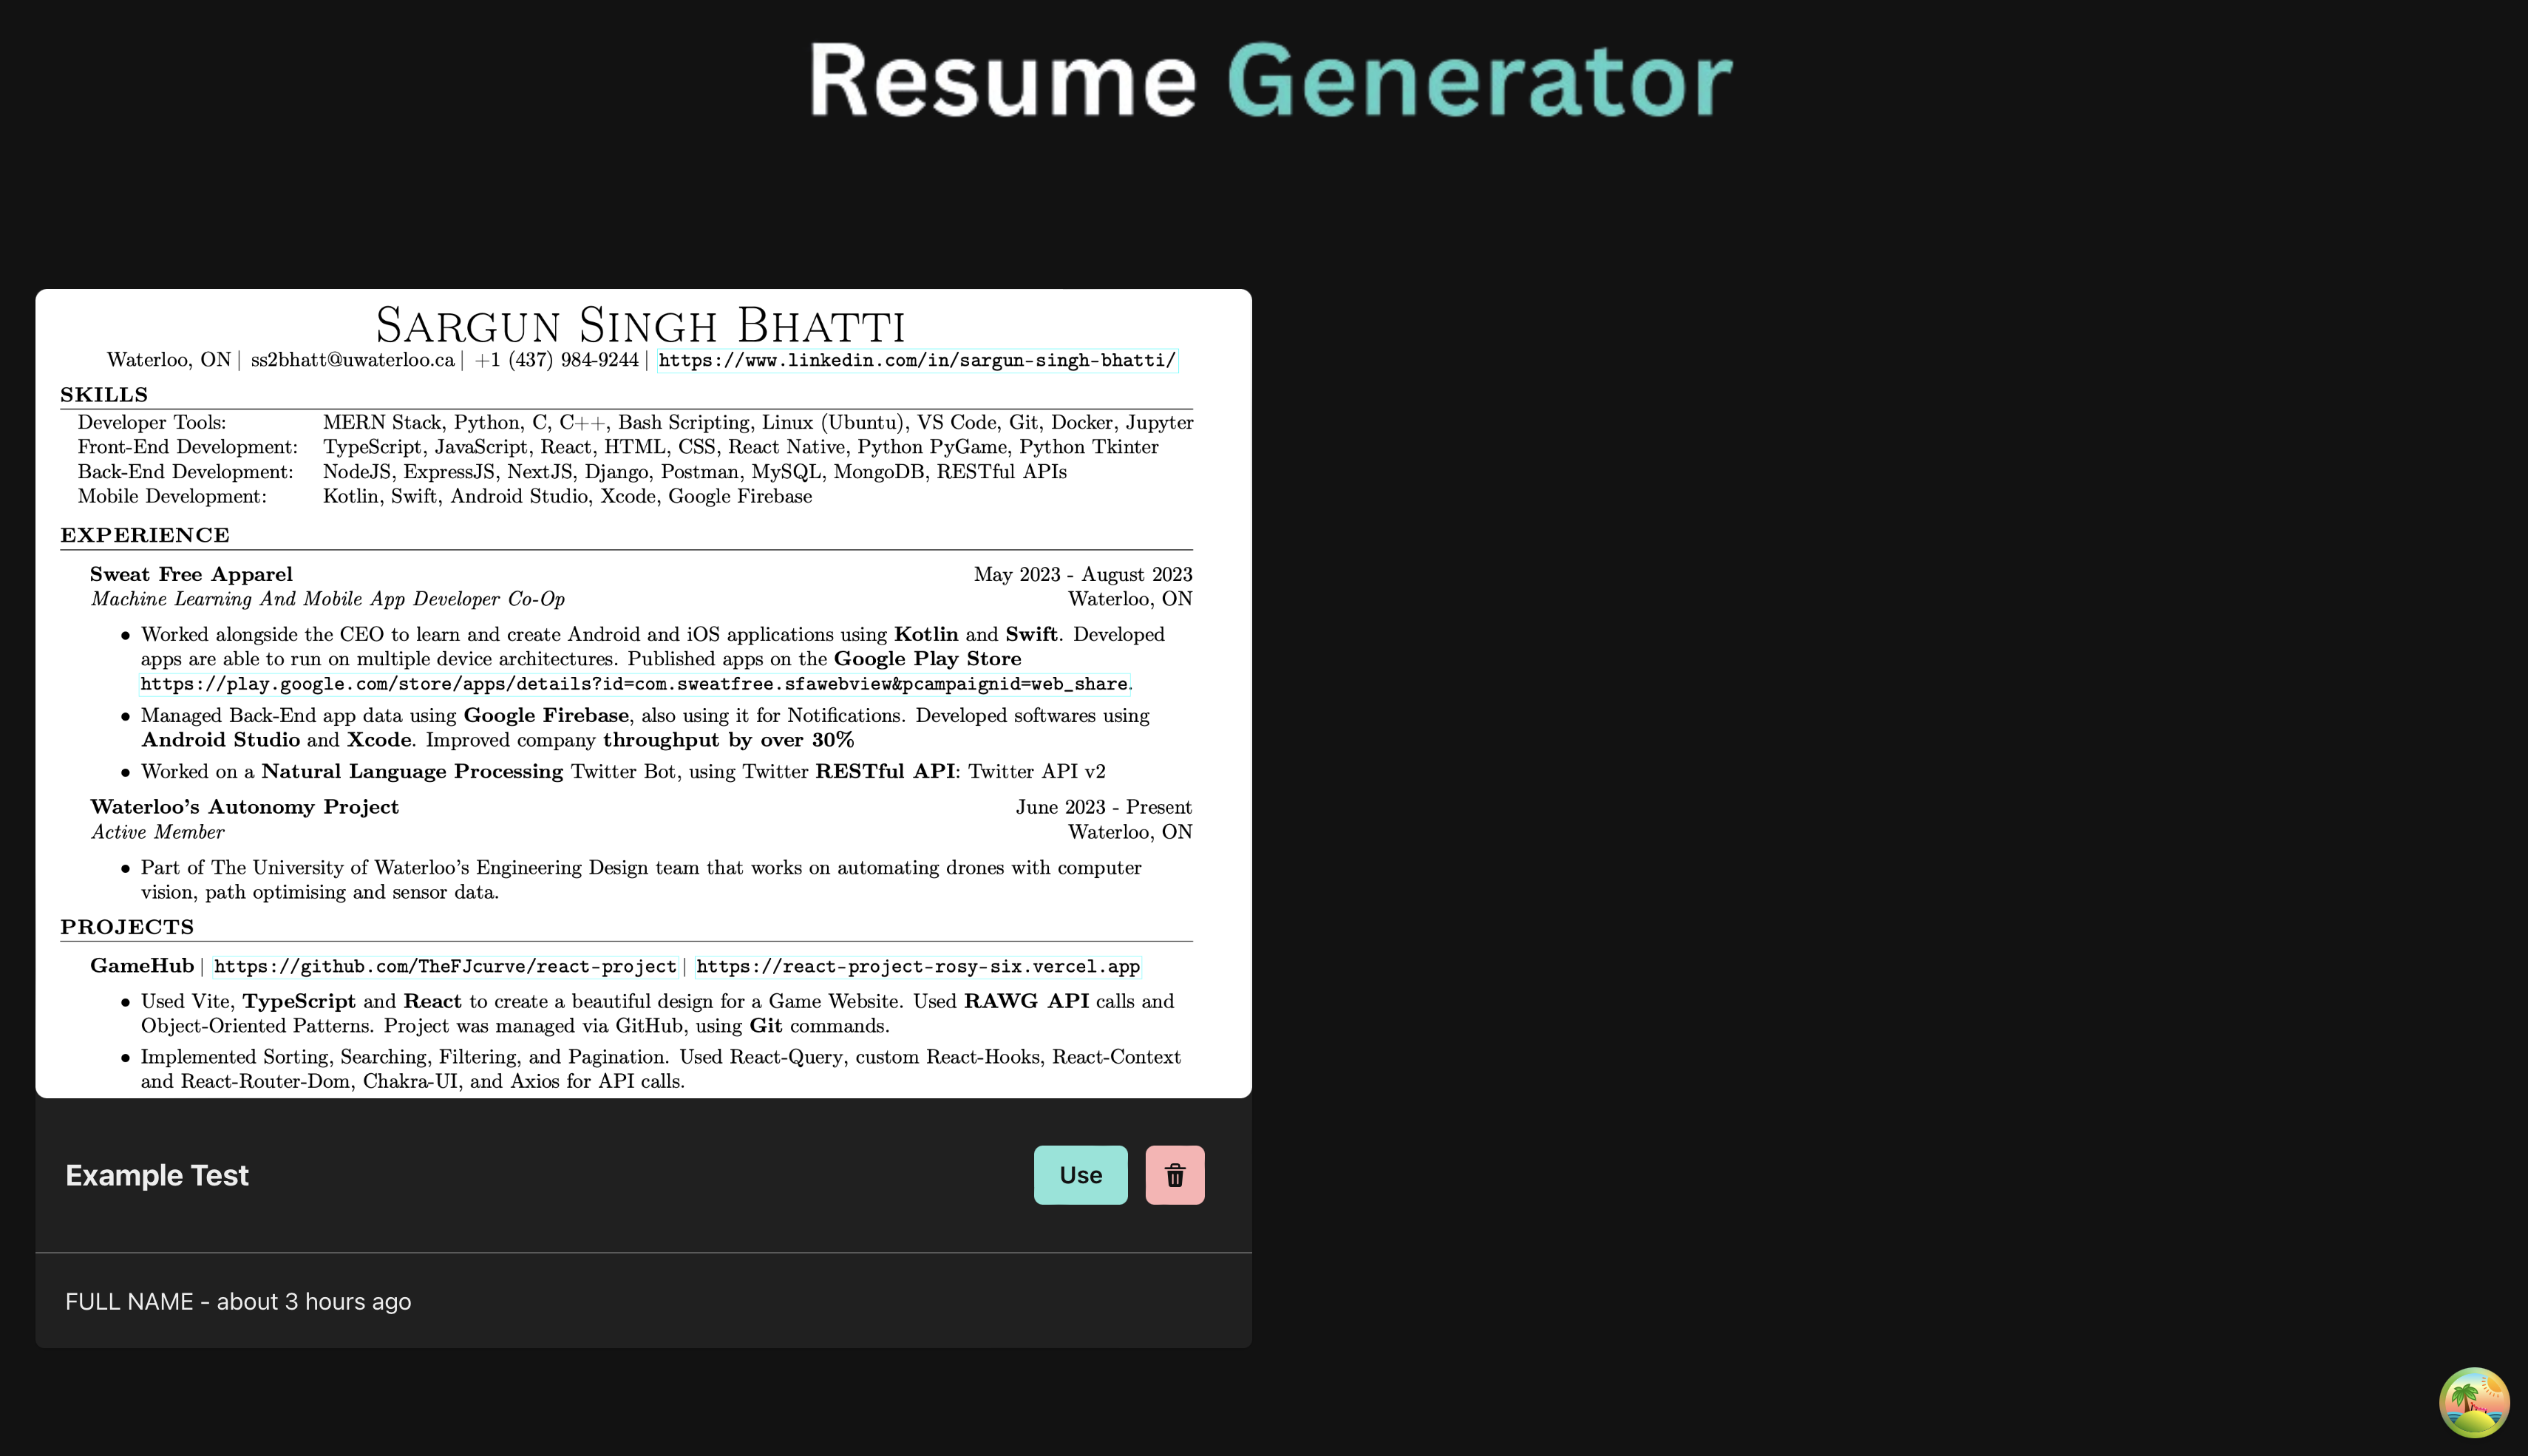 Resume Generator
SARGUN SINGH BHATTI
Waterloo, ON | ss2bhatt@uwaterloo.ca | +1 (437) 984-9244 | https://www.linkedin.com/in/sargun-singh-bhatti/
SKILLS
Developer Tools: MERN Stack, Python, C, C++, Bash Scripting, Linux (Ubuntu), VS Code, Git, Docker, Jupyter
Front-End Development: TypeScript, JavaScript, React, HTML, CSS, React Native, Python PyGame, Python Tkinter
Back-End Development: NodeJS, ExpressJS, NextJS, Django, Postman, MySQL, MongoDB, RESTful APIs
Mobile Development: Kotlin, Swift, Android Studio, Xcode, Google Firebase
EXPERIENCE
Sweat Free Apparel May 2023 - August 2023
Machine Learning And Mobile App Developer Co-Op Waterloo, ON
• Worked alongside the CEO to learn and create Android and iOS applications using Kotlin and Swift. Developed
apps are able to run on multiple device architectures. Published apps on the Google Play Store
https://play.google.com/store/apps/details?id=com.sweatfree.sfawebview&pcampaignid=web_share.
• Managed Back-End app data using Google Firebase, also using it for Notifications. Developed softwares using
Android Studio and Xcode. Improved company throughput by over 30%
• Worked on a Natural Language Processing Twitter Bot, using Twitter RESTful API: Twitter API v2
Waterloo's Autonomy Project June 2023 - Present
Active Member Waterloo, ON
• Part of The University of Waterloo's Engineering Design team that works on automating drones with computer
vision, path optimising and sensor data.
PROJECTS
GameHub | https://github.com/TheFJcurve/react-project | https://react-project-rosy-six.vercel.app
• Used Vite, TypeScript and React to create a beautiful design for a Game Website. Used RAWG API calls and
Object-Oriented Patterns. Project was managed via GitHub, using Git commands.
• Implemented Sorting, Searching, Filtering, and Pagination. Used React-Query, custom React-Hooks, React-Context
and React-Router-Dom, Chakra-UI, and Axios for API calls.
Example Test Use
FULL NAME - about 3 hours ago